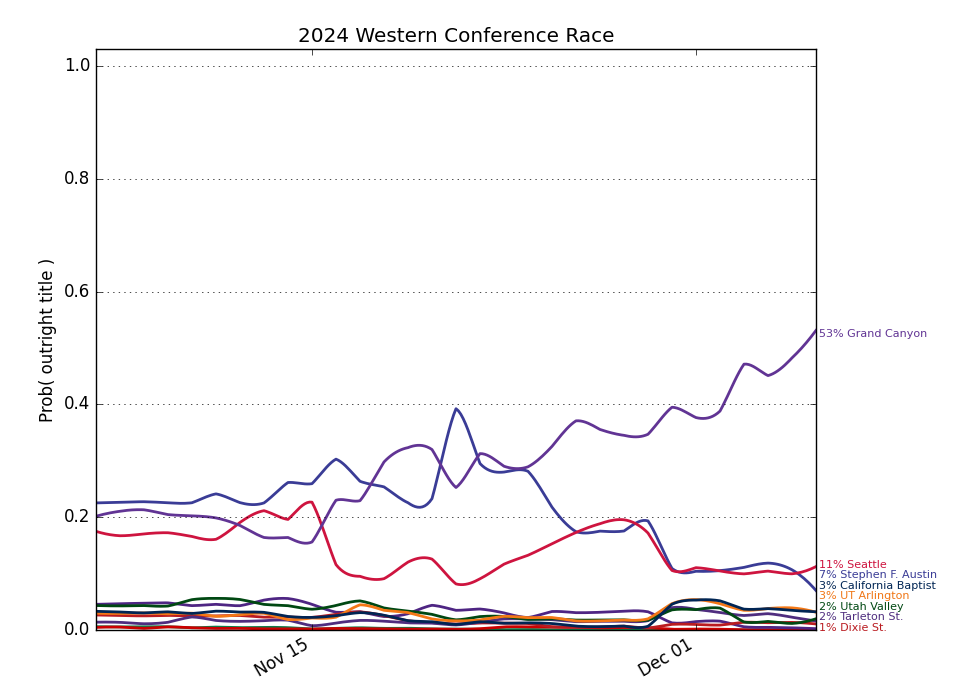 2024 Western Conference Race
Prob( outright title )
1.0
0.8
0.6
0.4
0.2
0.0
Nov 15
Dec 01
53% Grand Canyon
11% Seattle
7% Stephen F. Austin
3% California Baptist
3% UT Arlington
2% Utah Valley
2% Tarleton St.
1% Dixie St.